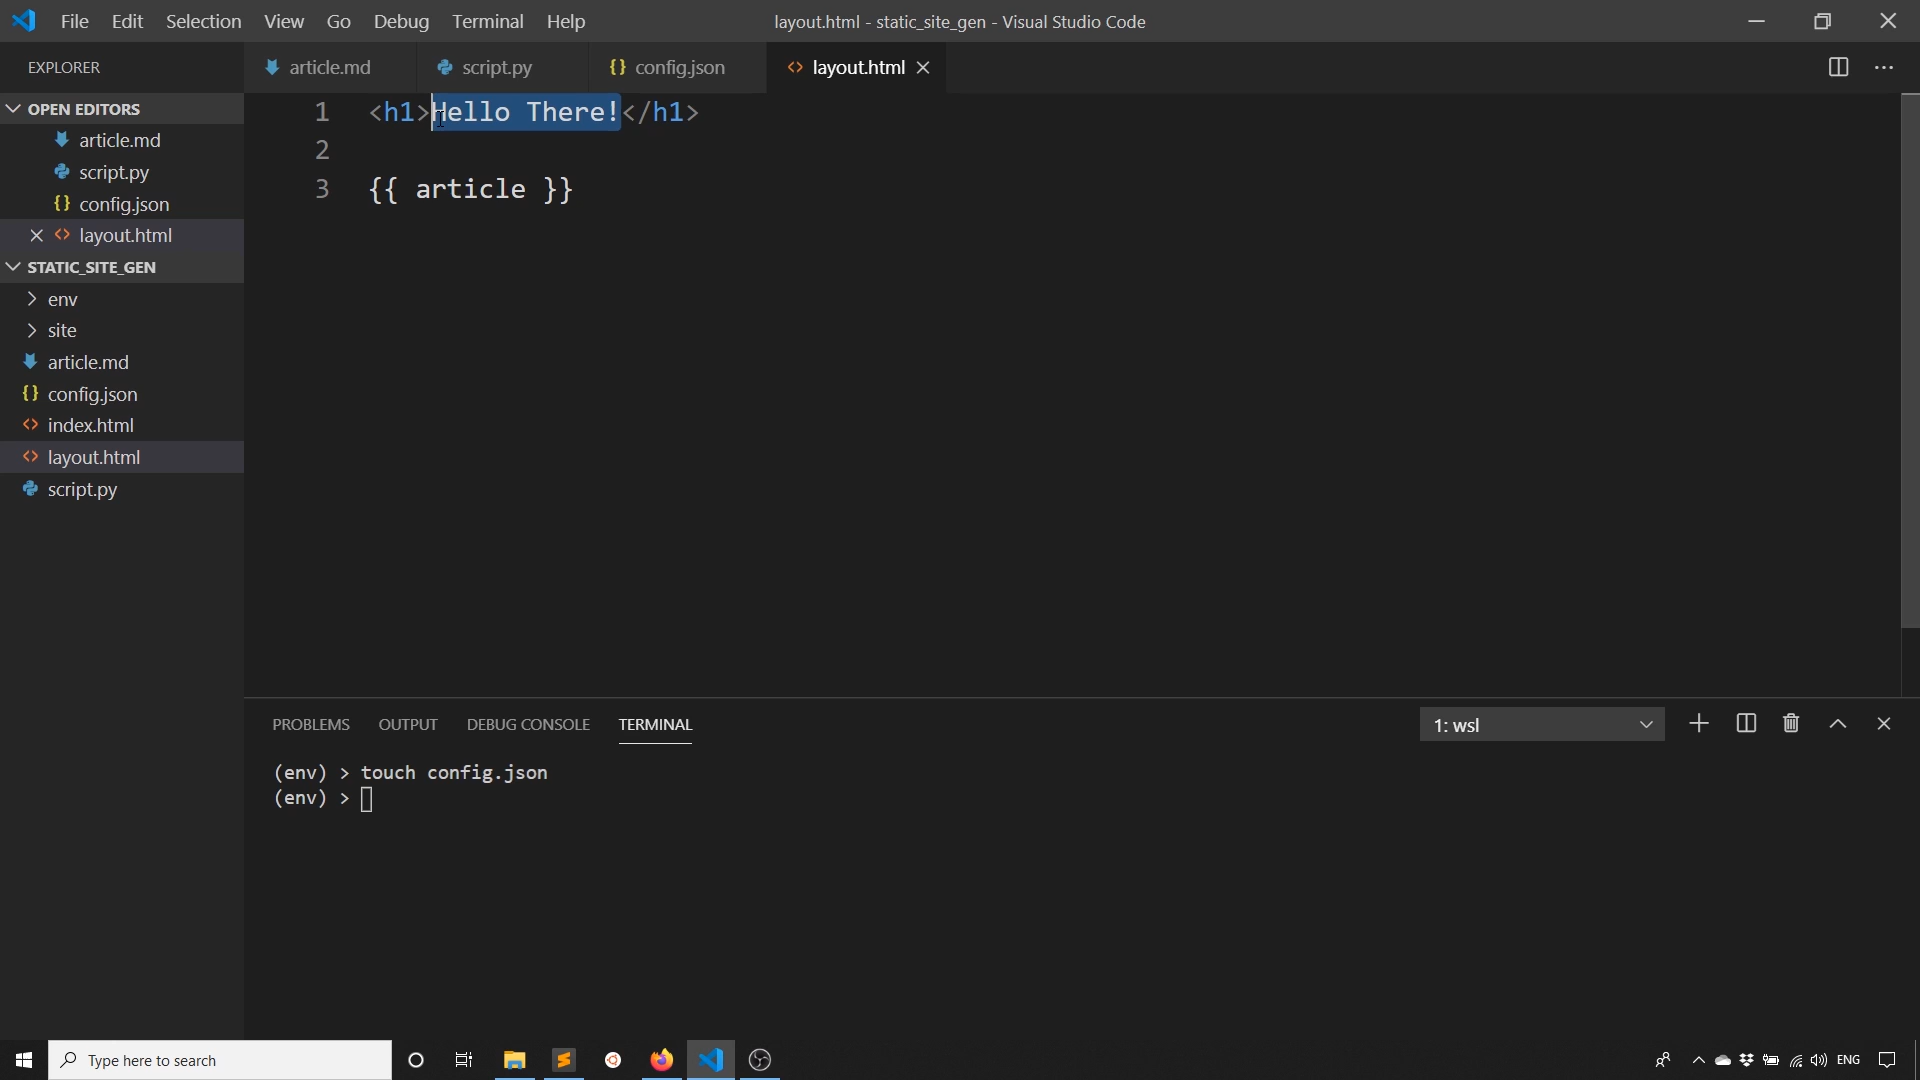 File Edit Selection View Go Debug Terminal Help layout.html - static_site_gen - Visual Studio Code
EXPLORER article.md script.py {} config.json <> layout.html
OPEN EDITORS
article.md
script.py
{} config.json
<> layout.html
STATIC_SITE_GEN
env
site
article.md
{} config.json
<> index.html
<> layout.html
script.py
1 <h1>Hello There!</h1>
2
3 {{ article }}
PROBLEMS OUTPUT DEBUG CONSOLE TERMINAL 1: wsl
(env) > touch config.json
(env) >
Type here to search ENG